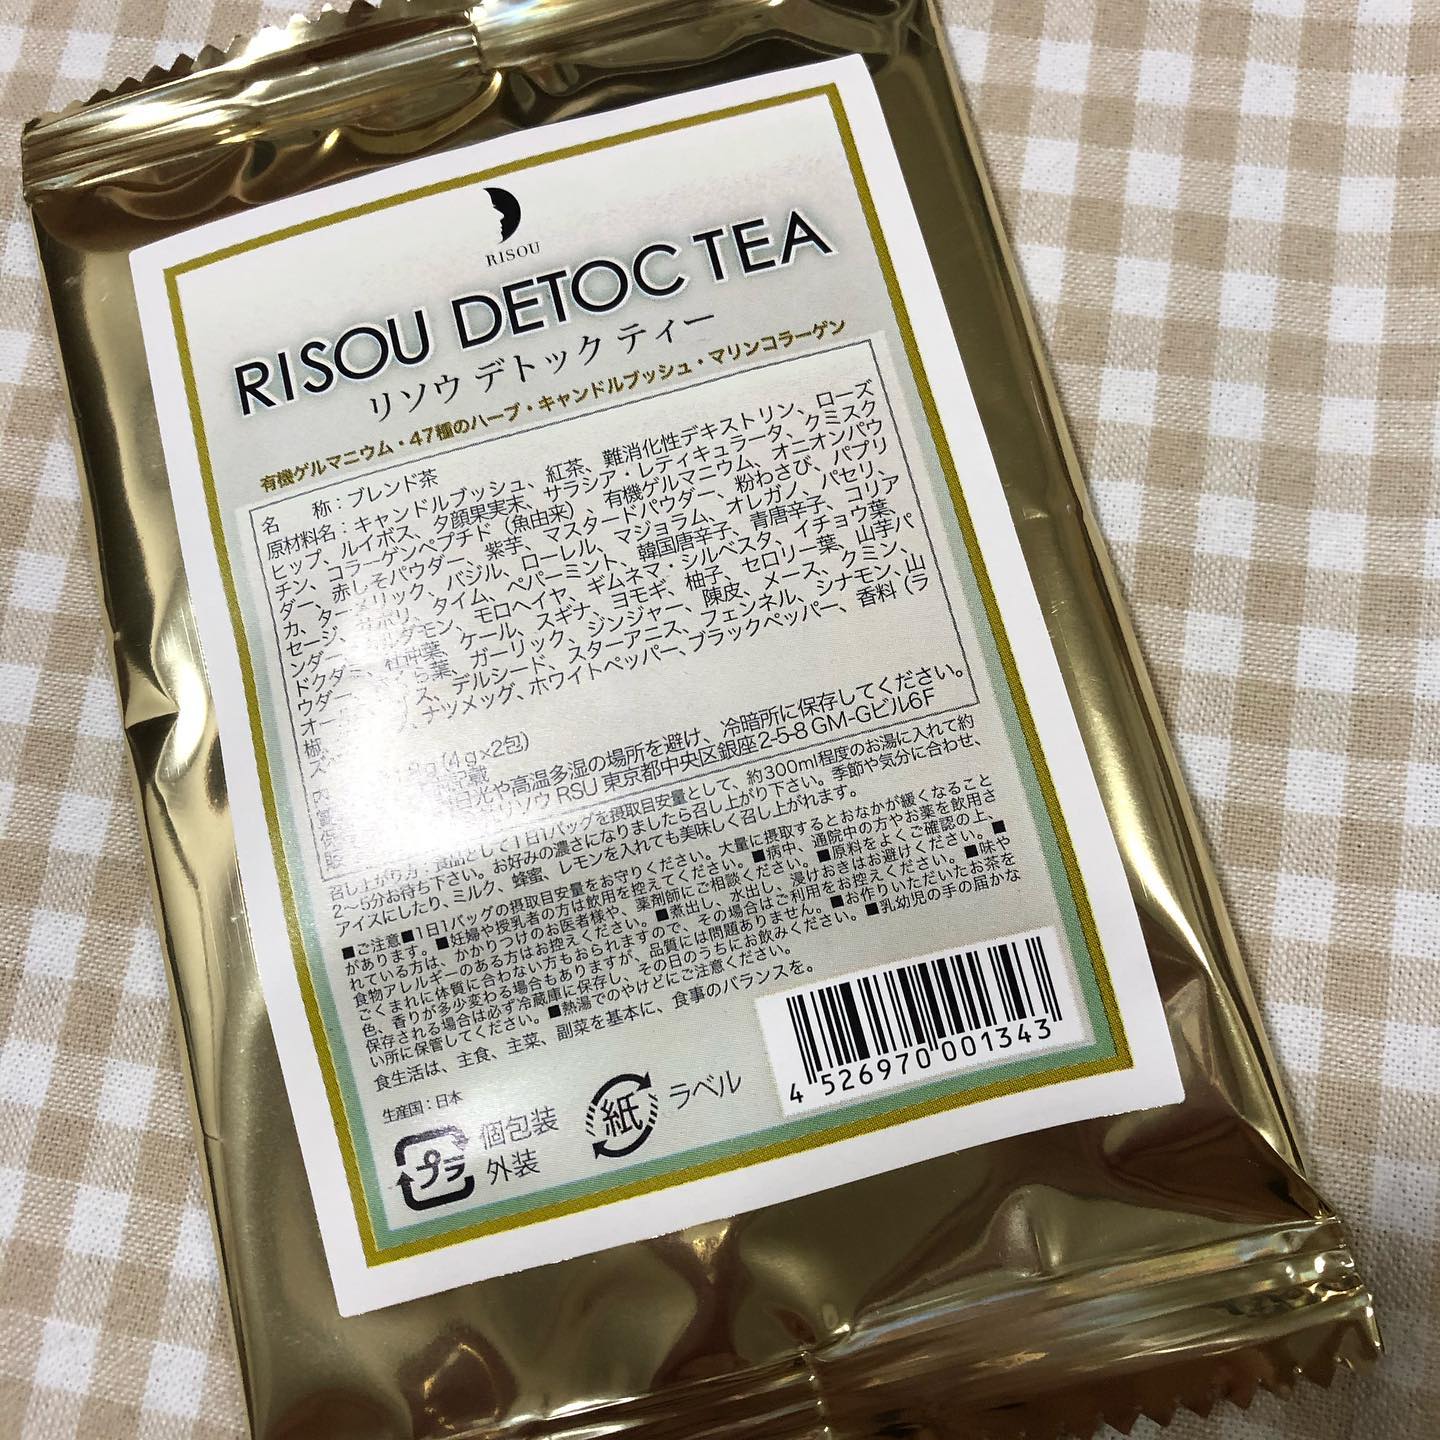 RISOU
RISOU DETOC TEA
リソウ デトック ティー
有機ゲルマニウム・47種のハーブ・キャンドルブッシュ・マリンコラーゲン
名 称：ブレンド茶
原材料名：キャンドルブッシュ、紅茶、難消化性デキストリン、ローズ
ヒップ、ルイボス、夕顔果実末、サラシア・レティキュラータ、クミスク
チン、コラーゲンペプチド（魚由来）、有機ゲルマニウム、オニオンパウ
ダー、赤しそパウダー、紫芋、マスタードパウダー、粉わさび、パプリ
カ、ターメリック、バジル、ローレル、マジョラム、オレガノ、パセリ、
セージ、セボリ、タイム、ペパーミント、韓国唐辛子、青唐辛子、コリア
ンダー、カルダモン、モロヘイヤ、ギムネマ・シルベスタ、イチョウ葉、
ドクダミ、杜仲葉、ケール、スギナ、ヨモギ、柚子、セロリー葉、山芋パ
ウダー、 ら葉、ガーリック、ジンジャー、陳皮、メース、クミン、
オール ス、デルシード、スターアニス、フェンネル、シナモン、山
椒、 、ナツメッグ、ホワイトペッパー、ブラックペッパー、香料（ラ
ズ
内 8g(4g×2包)
賞 記載
保 日光や高温多湿の場所を避け、冷暗所に保存してください。
販 リソウ RSU 東京都中央区銀座2-5-8 GM-Gビル6F
召し上がり方：食品として1日1バッグを摂取目安量として、約300ml程度のお湯に入れて約
2～5分お待ち下さい。お好みの濃さになりましたら召し上がり下さい。季節や気分に合わせ、
アイスにしたり、ミルク、蜂蜜、レモンを入れても美味しく召し上がれます。
■ご注意■1日1バッグの摂取目安量をお守りください。大量に摂取するとおなかが緩くなること
があります。■妊婦や授乳者の方は飲用を控えてください。■病中、通院中の方やお薬を飲用さ
れている方は、かかりつけのお医者様や、薬剤師にご相談ください。■原料をよくご確認の上、
食物アレルギーのある方はお控えください。■煮出し、水出し、浸けおきはお避けください。■
ごくまれに体質に合わない方もおられますので、その場合はご利用をお控えください。■味や
色、香りが多少変わる場合もありますが、品質には問題ありません。■お作りいただいたお茶を
保存される場合は必ず冷蔵庫に保存し、その日のうちにお飲みください。■乳幼児の手の届かな
い所に保管してください。■熱湯でのやけどにご注意ください。
食生活は、主食、主菜、副菜を基本に、食事のバランスを。
生産国：日本
プラ
個包装
外装
紙
ラベル
4 526970 001343